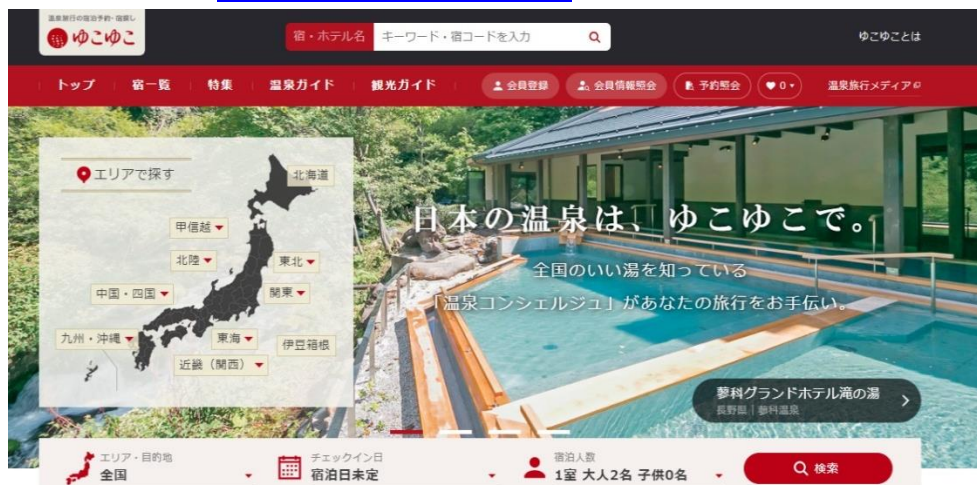 温泉旅行の宿泊予約・宿探し
ゆこゆこ
宿・ホテル名 キーワード・宿コードを入力
ゆこゆことは
トップ 宿一覧 特集 温泉ガイド 観光ガイド 会員登録 会員情報照会 予約照会 0 温泉旅行メディア
エリアで探す
北海道
甲信越
北陸 東北
中国・四国 関東
九州・沖縄 東海 伊豆箱根
近畿（関西）
日本の温泉は、ゆこゆこで。
全国のいい湯を知っている
「温泉コンシェルジュ」があなたの旅行をお手伝い。
蓼科グランドホテル滝の湯
長野県｜蓼科温泉
エリア・目的地
全国
チェックイン日
宿泊日未定
宿泊人数
1室 大人2名 子供0名
検索